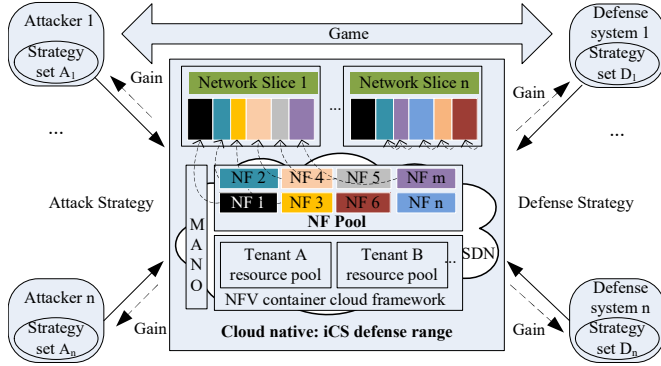 Attacker 1
Strategy
set A1
Gain
...
Attack Strategy
Attacker n
Strategy
set An
Gain
Game
Network Slice 1
...
Network Slice n
MANO
NF 2 NF 4 NF 5 NF m
NF 1 NF 3 NF 6 NF n
NF Pool
Tenant A
resource pool
Tenant B
resource pool
...
SDN
NFV container cloud framework
Cloud native: iCS defense range
Defense
system 1
Strategy
set D1
Gain
...
Defense Strategy
Defense
system n
Strategy
set Dn
Gain